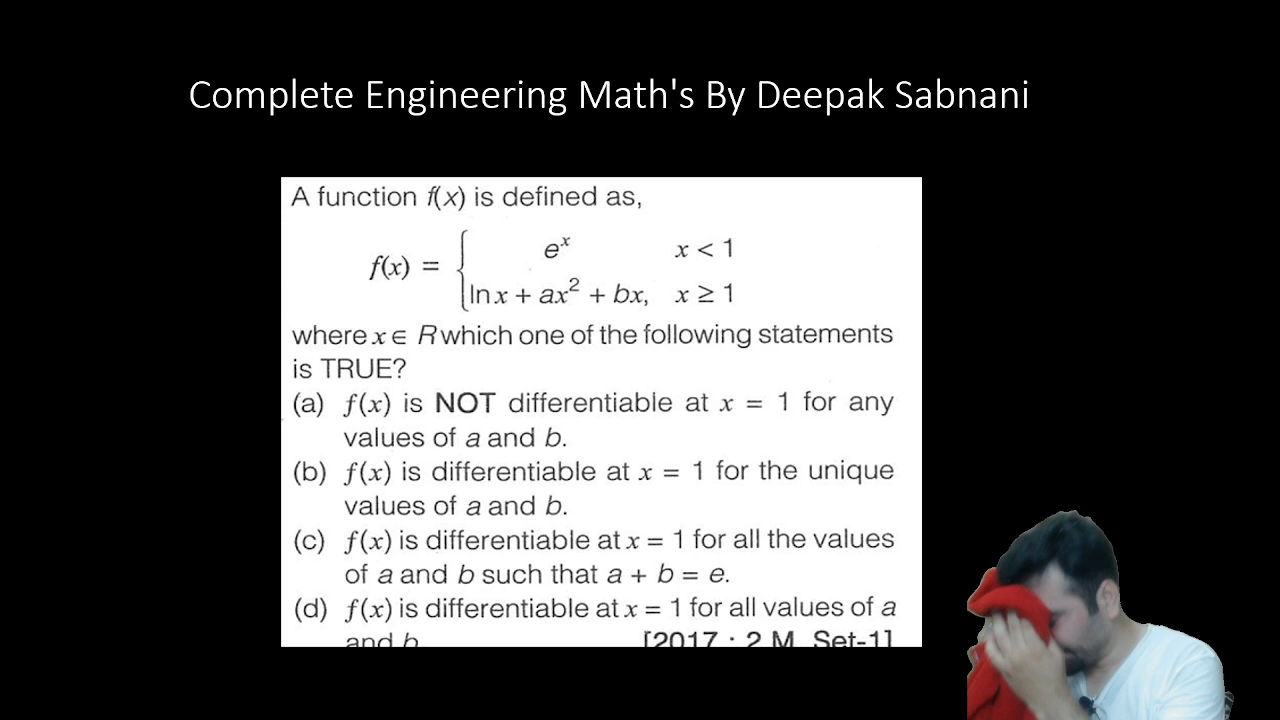 Complete Engineering Math's By Deepak Sabnani
A function f(x) is defined as,
f(x) = { e^x x < 1
ln x + ax² + bx, x ≥ 1
where x ∈ R which one of the following statements
is TRUE?
(a) f(x) is NOT differentiable at x = 1 for any
values of a and b.
(b) f(x) is differentiable at x = 1 for the unique
values of a and b.
(c) f(x) is differentiable at x = 1 for all the values
of a and b such that a + b = e.
(d) f(x) is differentiable at x = 1 for all values of a
and b [2017 : 2 M, Set-1]